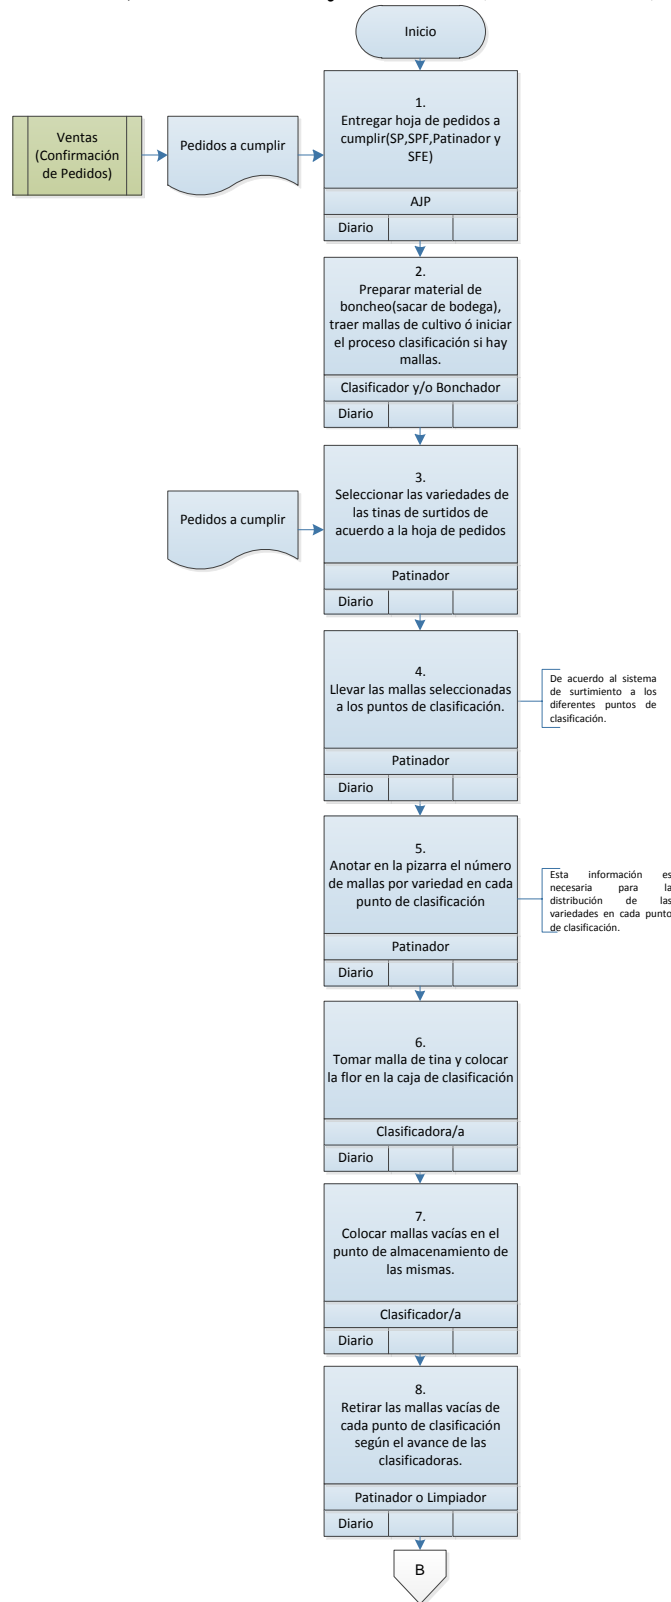 Inicio
1.
Entregar hoja de pedidos a
cumplir(SP,SPF,Patinador y
SFE)
AJP
Diario
Ventas
(Confirmación
de Pedidos)
Pedidos a cumplir
2.
Preparar material de
boncheo(sacar de bodega),
traer mallas de cultivo ó iniciar
el proceso clasificación si hay
mallas.
Clasificador y/o Bonchador
Diario
Pedidos a cumplir
3.
Seleccionar las variedades de
las tinas de surtidos de
acuerdo a la hoja de pedidos
Patinador
Diario
4.
Llevar las mallas seleccionadas
a los puntos de clasificación.
Patinador
Diario
De acuerdo al sistema
de surtimiento a los
diferentes puntos de
clasificación.
5.
Anotar en la pizarra el número
de mallas por variedad en cada
punto de clasificación
Patinador
Diario
Esta información es
necesaria para la
distribución de las
variedades en cada punto
de clasificación.
6.
Tomar malla de tina y colocar
la flor en la caja de clasificación
Clasificadora/a
Diario
7.
Colocar mallas vacías en el
punto de almacenamiento de
las mismas.
Clasificador/a
Diario
8.
Retirar las mallas vacías de
cada punto de clasificación
según el avance de las
clasificadoras.
Patinador o Limpiador
Diario
B